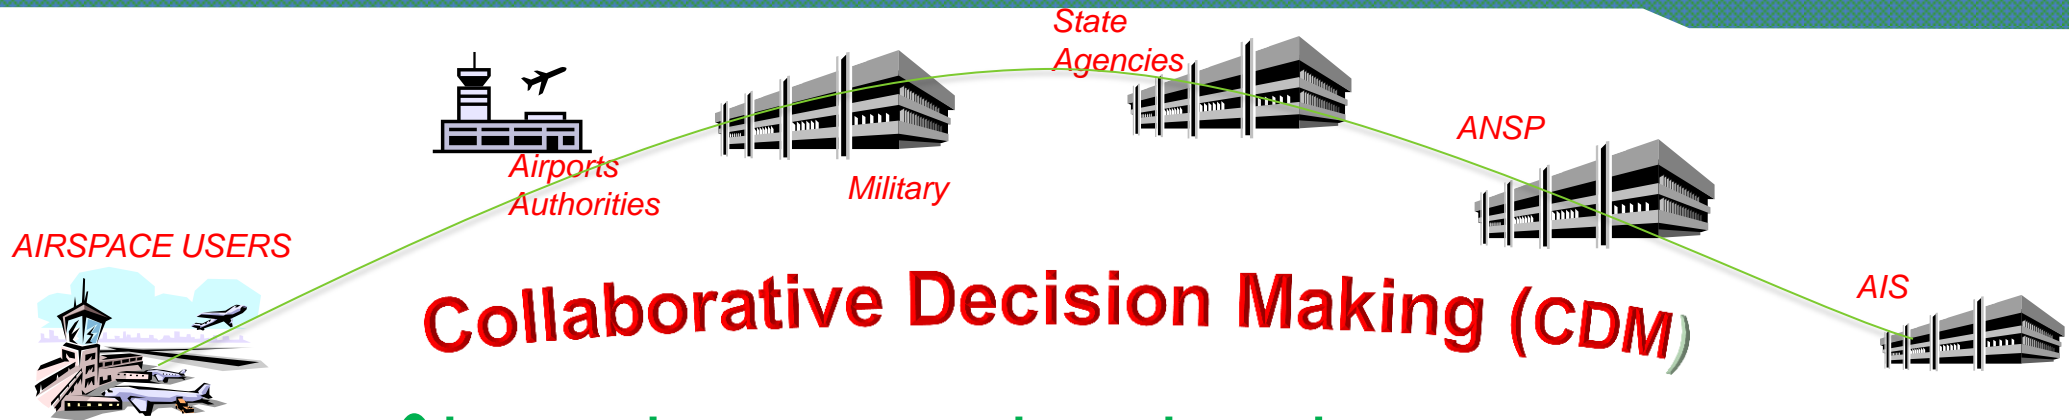 State
Agencies
ANSP
Airports
Authorities
Military
AIRSPACE USERS
AIS
Collaborative Decision Making (CDM)